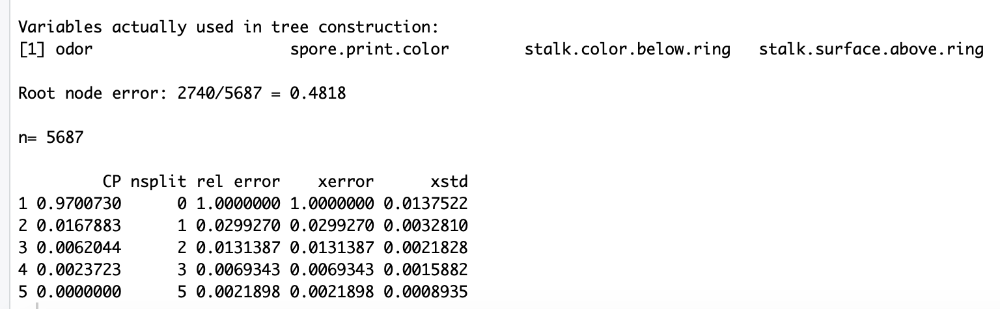 Variables actually used in tree construction:
[1] odor                     spore.print.color        stalk.color.below.ring   stalk.surface.above.ring
Root node error: 2740/5687 = 0.4818
n= 5687
         CP nsplit rel error    xerror      xstd
1 0.9700730      0 1.0000000 1.0000000 0.0137522
2 0.0167883      1 0.0299270 0.0299270 0.0032810
3 0.0062044      2 0.0131387 0.0131387 0.0021828
4 0.0023723      3 0.0069343 0.0069343 0.0015882
5 0.0000000      5 0.0021898 0.0021898 0.0008935